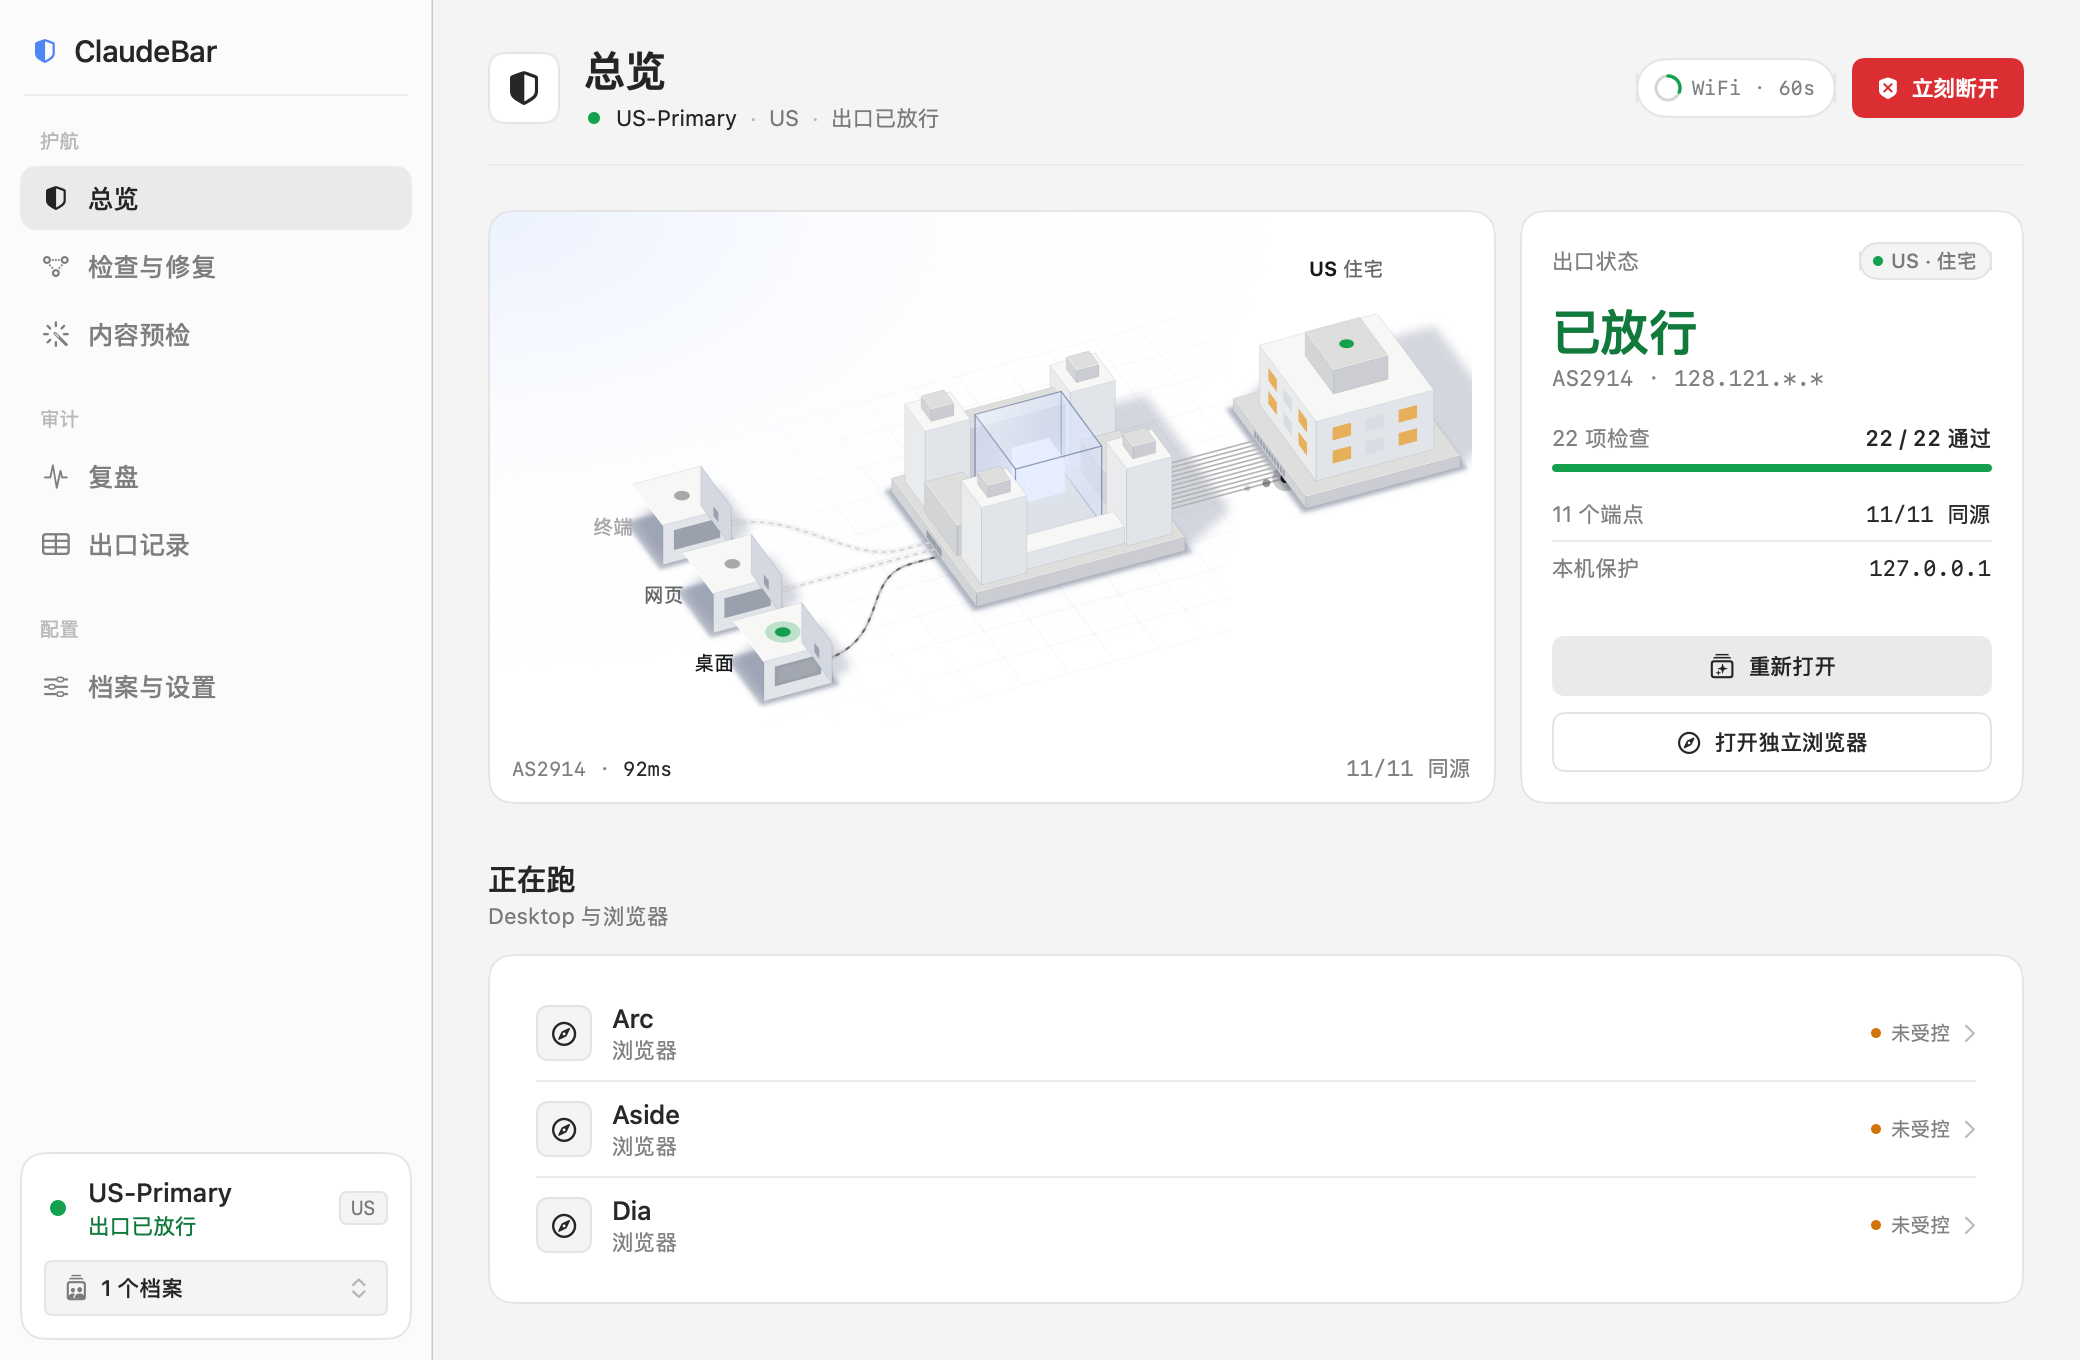 ClaudeBar
护航
总览
检查与修复
内容预检
审计
复盘
出口记录
配置
档案与设置
US-Primary
出口已放行
US
1 个档案
总览
US-Primary · US · 出口已放行
WiFi · 60s
立刻断开
US 住宅
终端
网页
桌面
AS2914 · 92ms
11/11 同源
出口状态
US · 住宅
已放行
AS2914 · 128.121.*.*
22 项检查
22 / 22 通过
11 个端点
11/11 同源
本机保护
127.0.0.1
重新打开
打开独立浏览器
正在跑
Desktop 与浏览器
Arc
浏览器
未受控
Aside
浏览器
未受控
Dia
浏览器
未受控